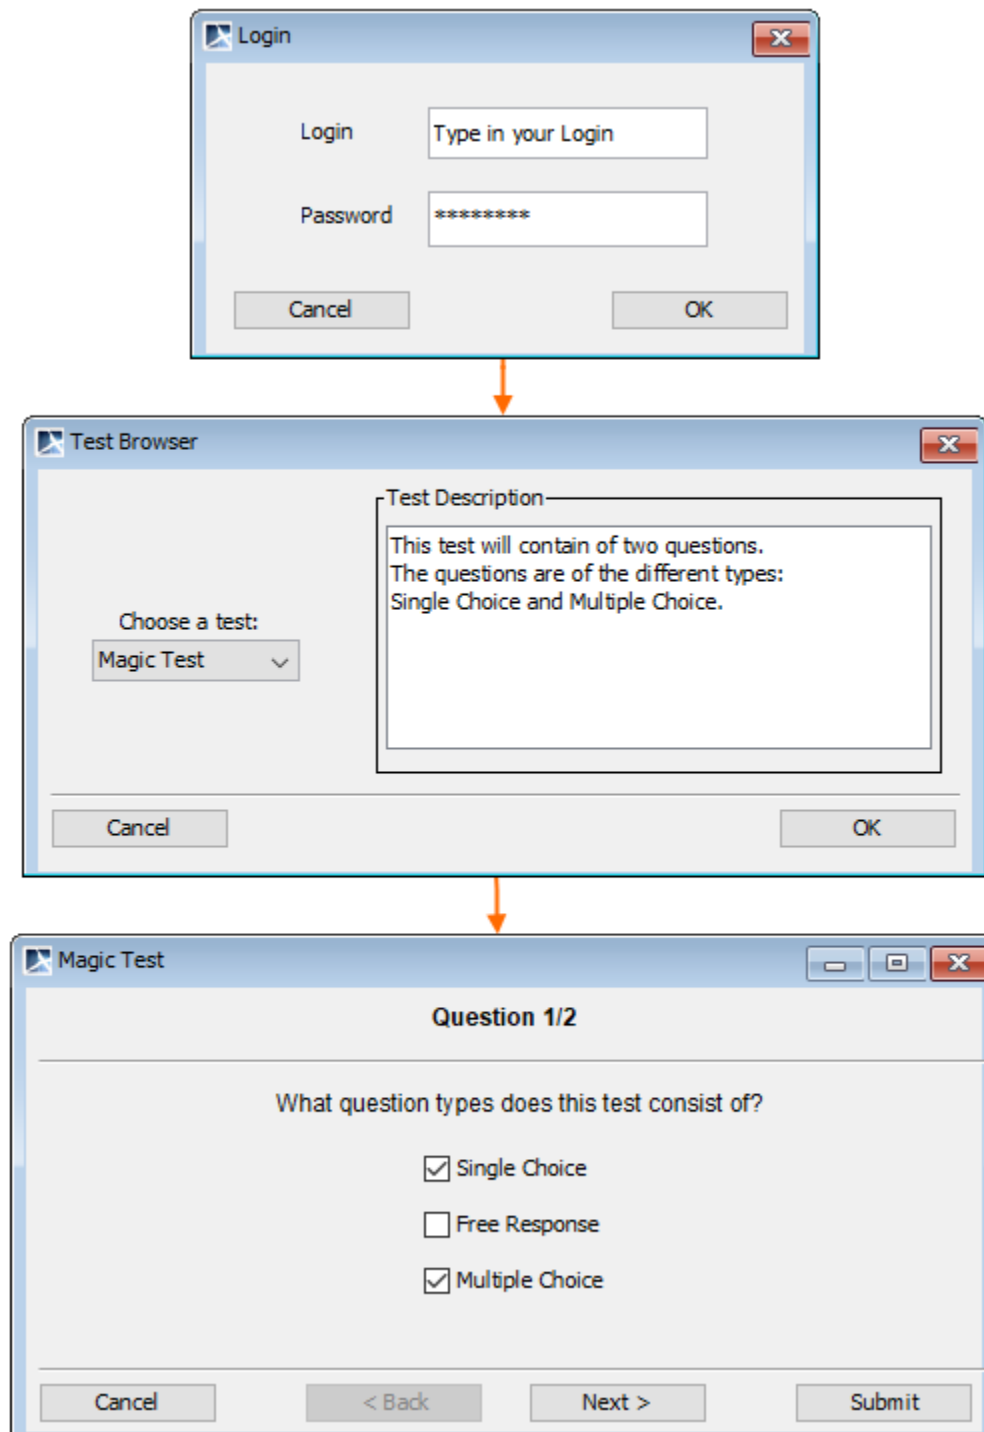 Login
Login
Type in your Login
Password
********
Cancel
OK
Test Browser
Test Description
This test will contain of two questions.
The questions are of the different types:
Single Choice and Multiple Choice.
Choose a test:
Magic Test
Cancel
OK
Magic Test
Question 1/2
What question types does this test consist of?
Single Choice
Free Response
Multiple Choice
Cancel
< Back
Next >
Submit